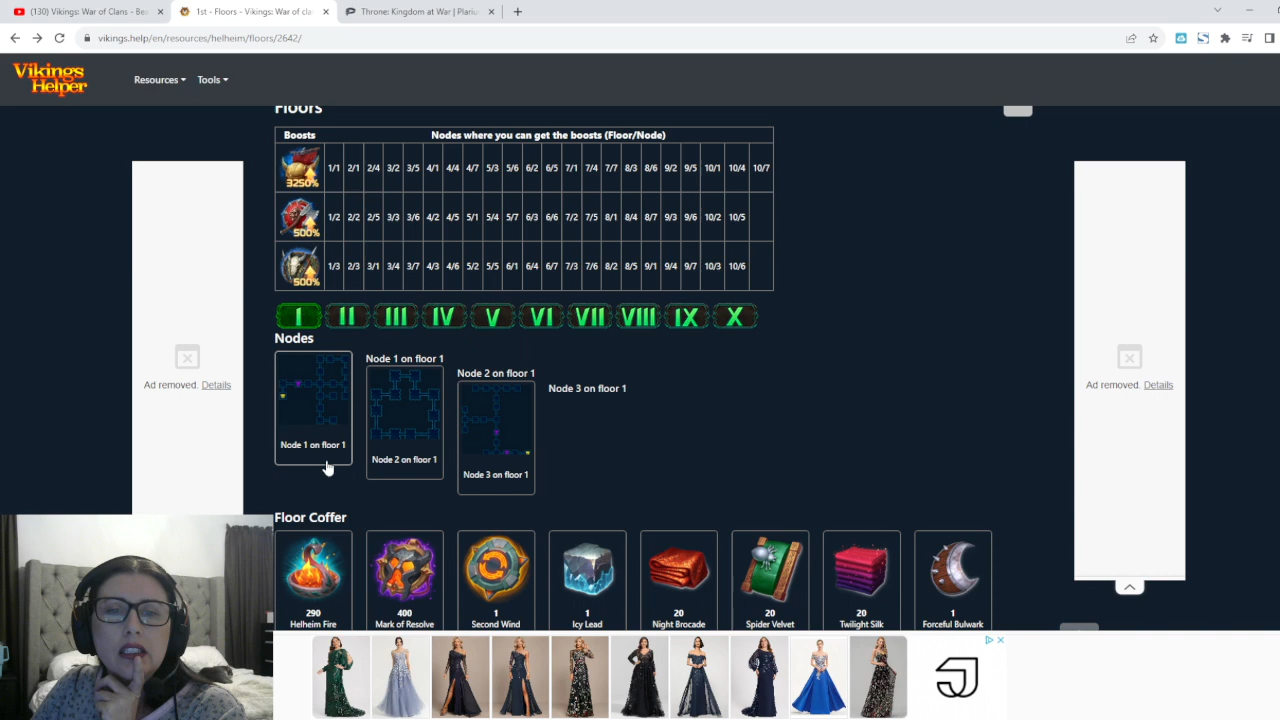 (130) Vikings: War of Clans - Be
1st - Floors - Vikings: War of cla
Throne: Kingdom at War | Plariu
vikings.help/en/resources/helheim/floors/2642/
Vikings Helper
Resources
Tools
Floors
Boosts Nodes where you can get the boosts (Floor/Node)
3250% 1/1 2/1 2/4 3/2 3/5 4/1 4/4 4/7 5/3 5/6 6/2 6/5 7/1 7/4 7/7 8/3 8/6 9/2 9/5 10/1 10/4 10/7
500% 1/2 2/2 2/5 3/3 3/6 4/2 4/5 5/1 5/4 5/7 6/3 6/6 7/2 7/5 8/1 8/4 8/7 9/3 9/6 10/2 10/5
500% 1/3 2/3 3/1 3/4 3/7 4/3 4/6 5/2 5/5 6/1 6/4 6/7 7/3 7/6 8/2 8/5 9/1 9/4 9/7 10/3 10/6
I II III IV V VI VII VIII IX X
Nodes
Node 1 on floor 1
Node 2 on floor 1
Node 3 on floor 1
Node 1 on floor 1
Node 2 on floor 1
Node 3 on floor 1
Ad removed. Details
Ad removed. Details
Floor Coffer
290
Helheim Fire
400
Mark of Resolve
1
Second Wind
1
Icy Lead
20
Night Brocade
20
Spider Velvet
20
Twilight Silk
1
Forceful Bulwark